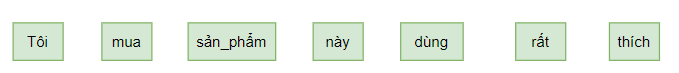 Tôi mua sản_phẩm này dùng rất thích